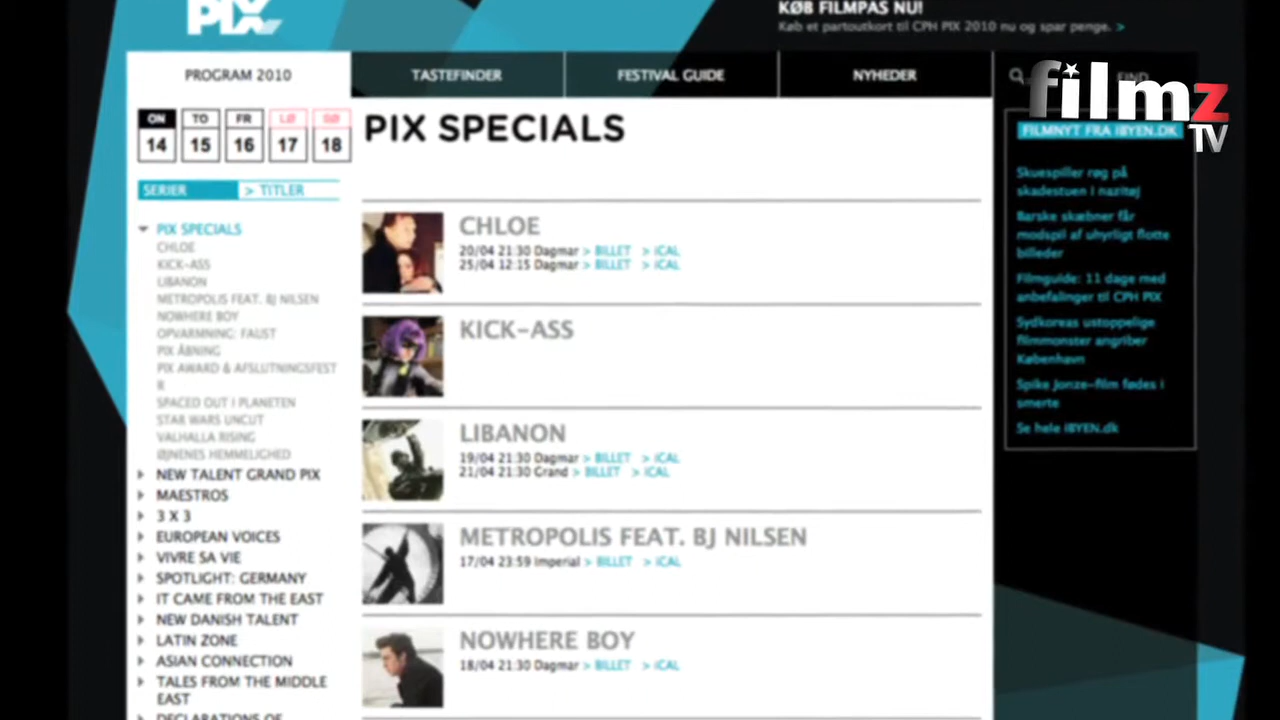 PIX
KØB FILMPAS NU!
Køb et partoutkort til CPH PIX 2010 nu og spar penge. >
PROGRAM 2010
TASTEFINDER
FESTIVAL GUIDE
NYHEDER
FIND
filmz
TV
ON TO FR LØ SØ
14 15 16 17 18
SERIER > TITLER
PIX SPECIALS
CHLOE
KICK-ASS
LIBANON
METROPOLIS FEAT. BJ NILSEN
NOWHERE BOY
OPVARMNING: FAUST
PIX ÅBNING
PIX AWARD & AFSLUTNINGSFEST
R
SPACED OUT I PLANETEN
STAR WARS UNCUT
VALHALLA RISING
ØJNENES HEMMELIGHED
NEW TALENT GRAND PIX
MAESTROS
3 X 3
EUROPEAN VOICES
VIVRE SA VIE
SPOTLIGHT: GERMANY
IT CAME FROM THE EAST
NEW DANISH TALENT
LATIN ZONE
ASIAN CONNECTION
TALES FROM THE MIDDLE
EAST
DECLARATIONS OF
PIX SPECIALS
CHLOE
20/04 21:30 Dagmar > BILLET > iCAL
25/04 12:15 Dagmar > BILLET > iCAL
KICK-ASS
LIBANON
19/04 21:30 Dagmar > BILLET > iCAL
21/04 21:30 Grand > BILLET > iCAL
METROPOLIS FEAT. BJ NILSEN
17/04 23:59 Imperial > BILLET > iCAL
NOWHERE BOY
18/04 21:30 Dagmar > BILLET > iCAL
FILMNYT FRA IBYEN.DK
Skuespiller røg på
skadestuen i nazitøj
Barske skæbner får
modspil af uhyrligt flotte
billeder
Filmguide: 11 dage med
anbefalinger til CPH PIX
Sydkoreas ustoppelige
filmmonster angriber
København
Spike Jonze-film fødes i
smerte
Se hele IBYEN.dk